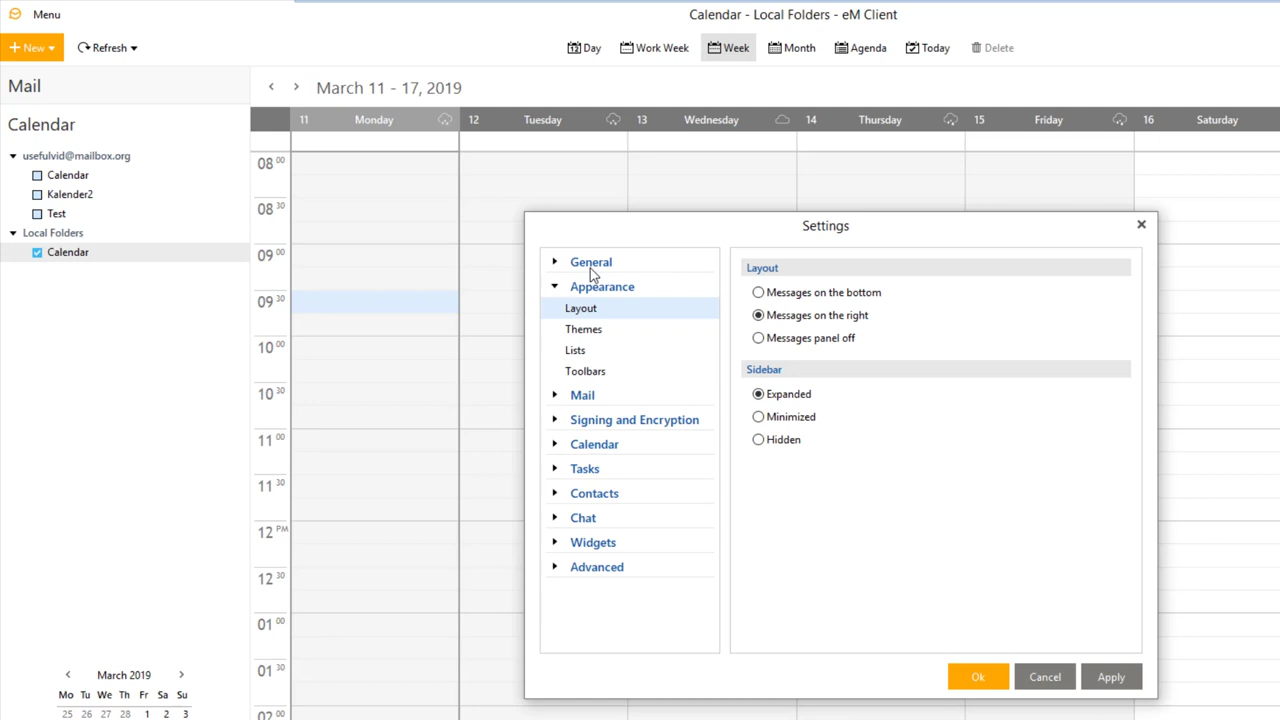 Menu
Calendar - Local Folders - eM Client
New
Refresh
Day
Work Week
Week
Month
Agenda
Today
Delete
Mail
March 11 - 17, 2019
Calendar
11 Monday
12 Tuesday
13 Wednesday
14 Thursday
15 Friday
16 Saturday
usefulvid@mailbox.org
Calendar
Kalender2
Test
Local Folders
Calendar
08 00
08 30
09 00
09 30
10 00
10 30
11 00
11 30
12 PM
12 30
01 00
01 30
02 00
Settings
General
Appearance
Layout
Themes
Lists
Toolbars
Mail
Signing and Encryption
Calendar
Tasks
Contacts
Chat
Widgets
Advanced
Layout
Messages on the bottom
Messages on the right
Messages panel off
Sidebar
Expanded
Minimized
Hidden
Ok
Cancel
Apply
March 2019
Mo Tu We Th Fr Sa Su
25 26 27 28 1 2 3